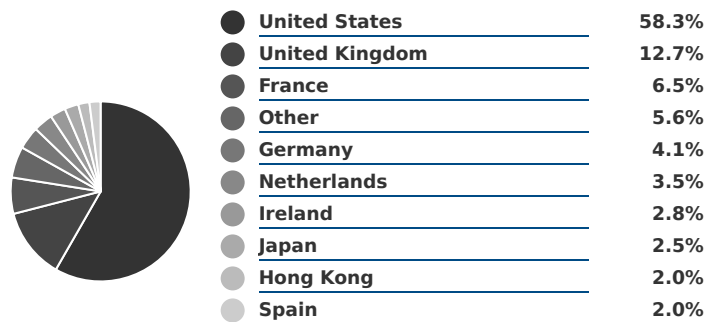 United States 58.3%
United Kingdom 12.7%
France 6.5%
Other 5.6%
Germany 4.1%
Netherlands 3.5%
Ireland 2.8%
Japan 2.5%
Hong Kong 2.0%
Spain 2.0%